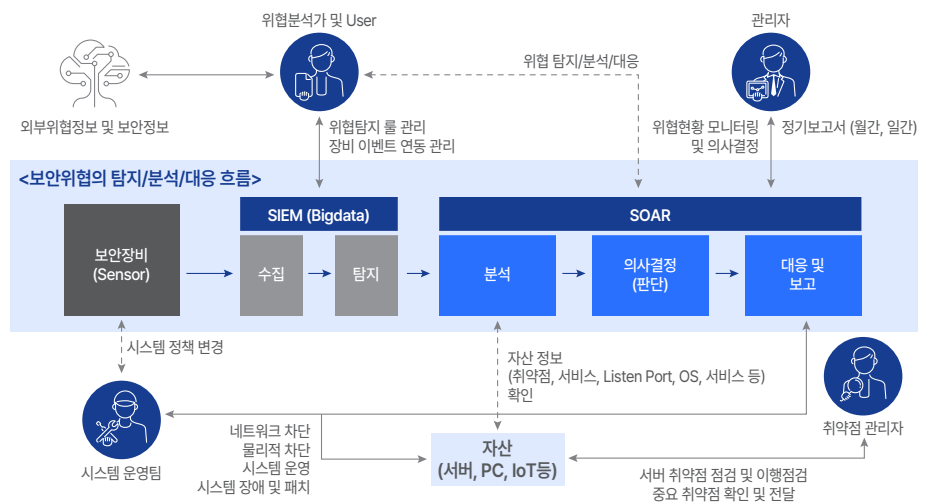 위협분석가 및 User
관리자
위협 탐지/분석/대응
외부위협정보 및 보안정보
위협탐지 룰 관리
장비 이벤트 연동 관리
위협현황 모니터링
및 의사결정
정기보고서 (월간, 일간)
<보안위협의 탐지/분석/대응 흐름>
SIEM (Bigdata)
SOAR
보안장비
(Sensor)
수집
탐지
분석
의사결정
(판단)
대응 및
보고
시스템 정책 변경
자산 정보
(취약점, 서비스, Listen Port, OS, 서비스 등)
확인
시스템 운영팀
네트워크 차단
물리적 차단
시스템 운영
시스템 장애 및 패치
자산
(서버, PC, IoT등)
취약점 관리자
서버 취약점 점검 및 이행점검
중요 취약점 확인 및 전달